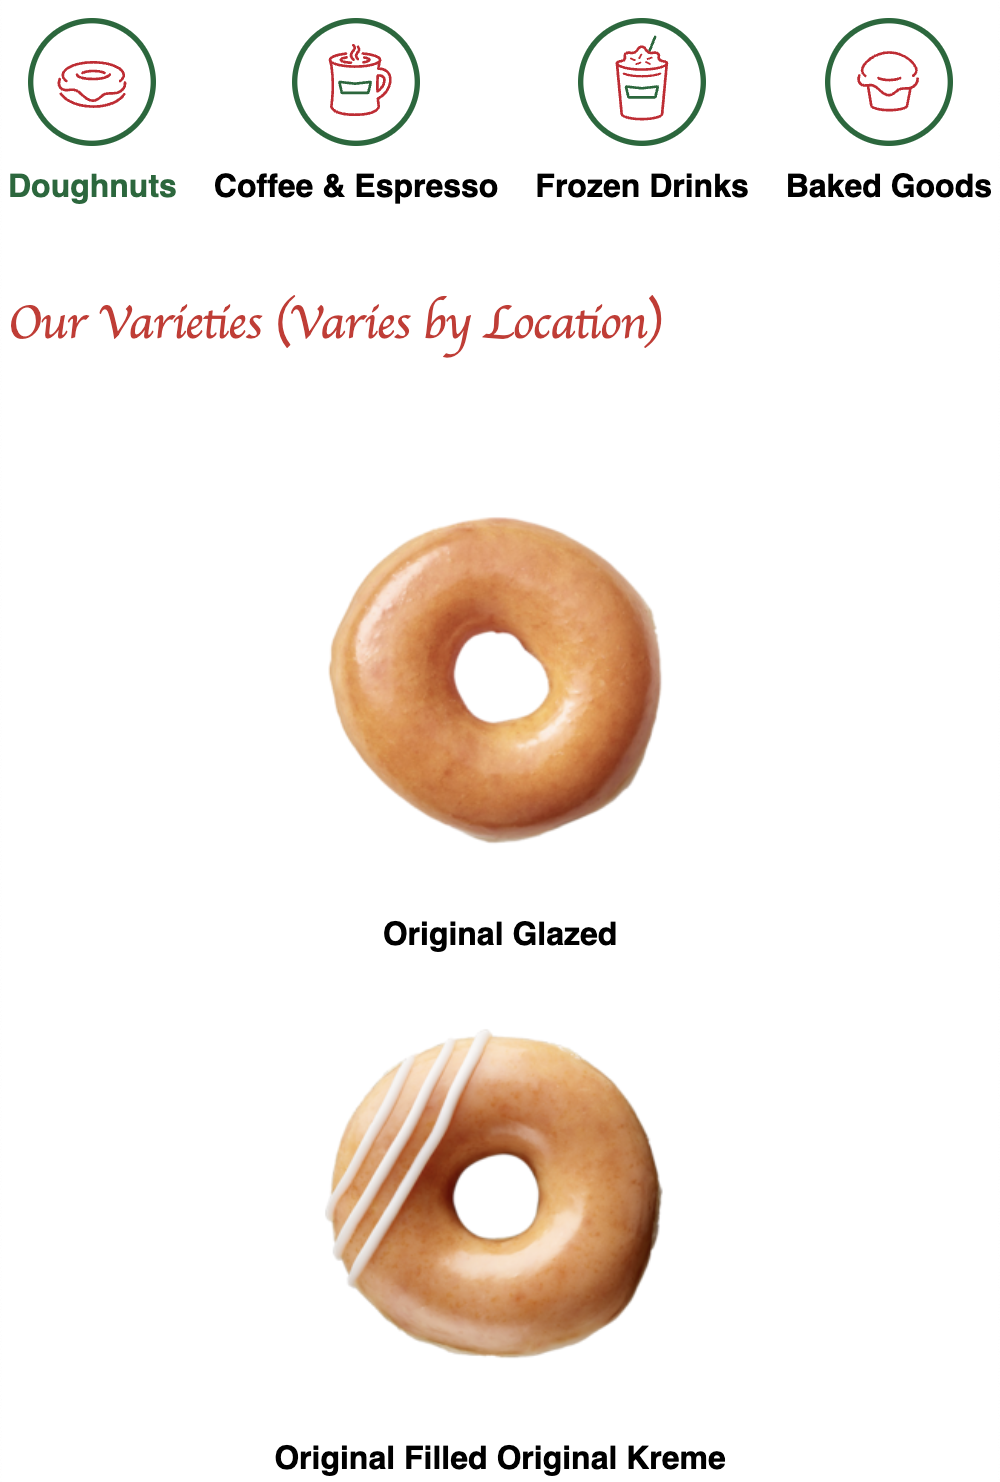 Doughnuts Coffee & Espresso Frozen Drinks Baked Goods
Our Varieties (Varies by Location)
Original Glazed
Original Filled Original Kreme